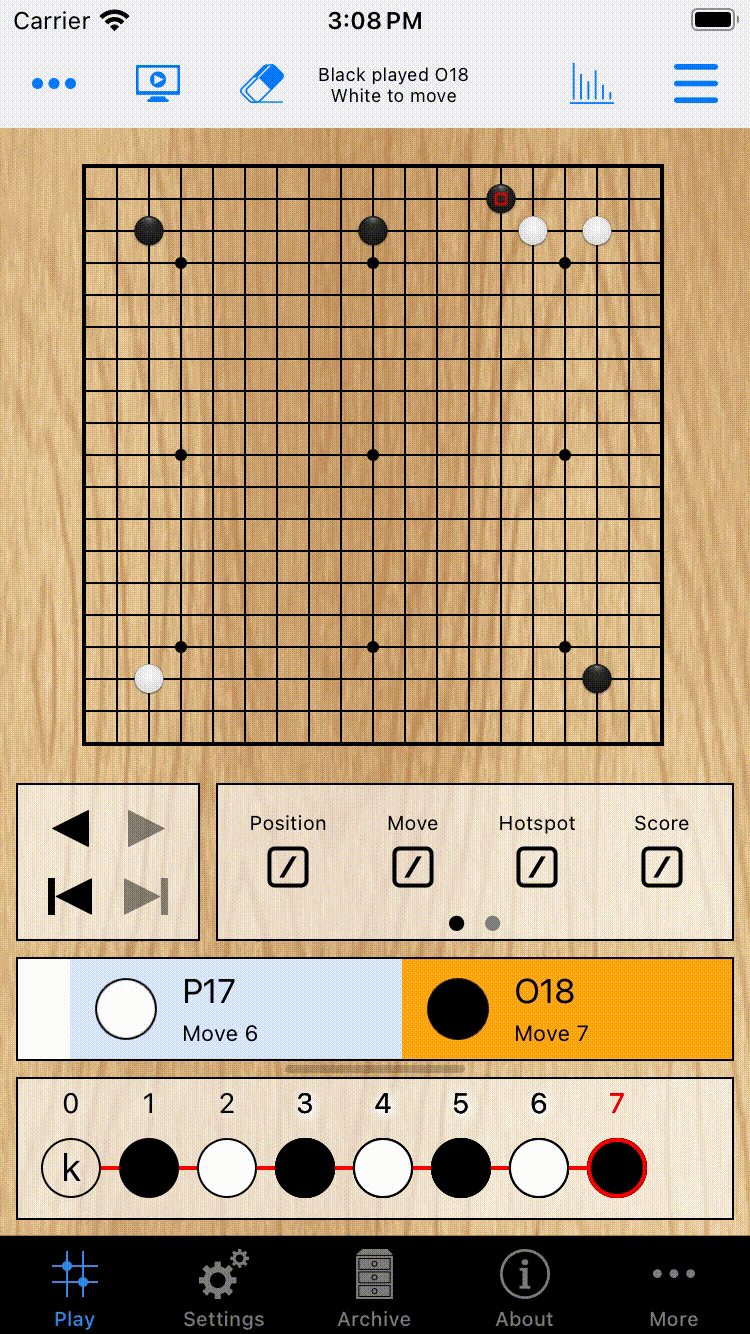 Carrier 3:08 PM
Black played O18
White to move
Position Move Hotspot Score
P17 O18
Move 6 Move 7
0 1 2 3 4 5 6 7
k
Play Settings Archive About More